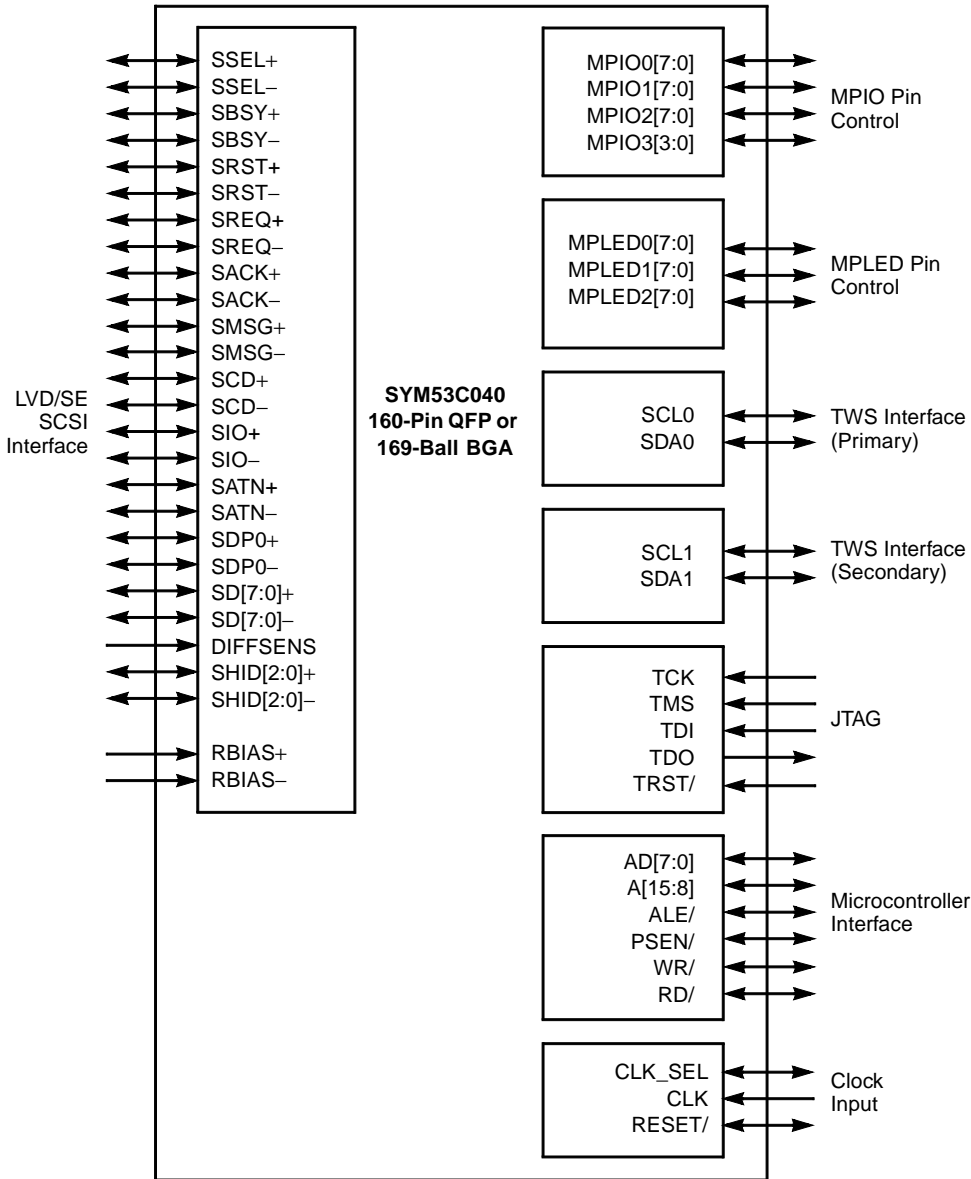 LVD/SE
SCSI
Interface
SSEL+
SSEL−
SBSY+
SBSY−
SRST+
SRST−
SREQ+
SREQ−
SACK+
SACK−
SMSG+
SMSG−
SCD+
SCD−
SIO+
SIO−
SATN+
SATN−
SDP0+
SDP0−
SD[7:0]+
SD[7:0]−
DIFFSENS
SHID[2:0]+
SHID[2:0]−
RBIAS+
RBIAS−
SYM53C040
160-Pin QFP or
169-Ball BGA
MPIO0[7:0]
MPIO1[7:0]
MPIO2[7:0]
MPIO3[3:0]
MPIO Pin
Control
MPLED0[7:0]
MPLED1[7:0]
MPLED2[7:0]
MPLED Pin
Control
SCL0
SDA0
TWS Interface
(Primary)
SCL1
SDA1
TWS Interface
(Secondary)
TCK
TMS
TDI
TDO
TRST/
JTAG
AD[7:0]
A[15:8]
ALE/
PSEN/
WR/
RD/
Microcontroller
Interface
CLK_SEL
CLK
RESET/
Clock
Input